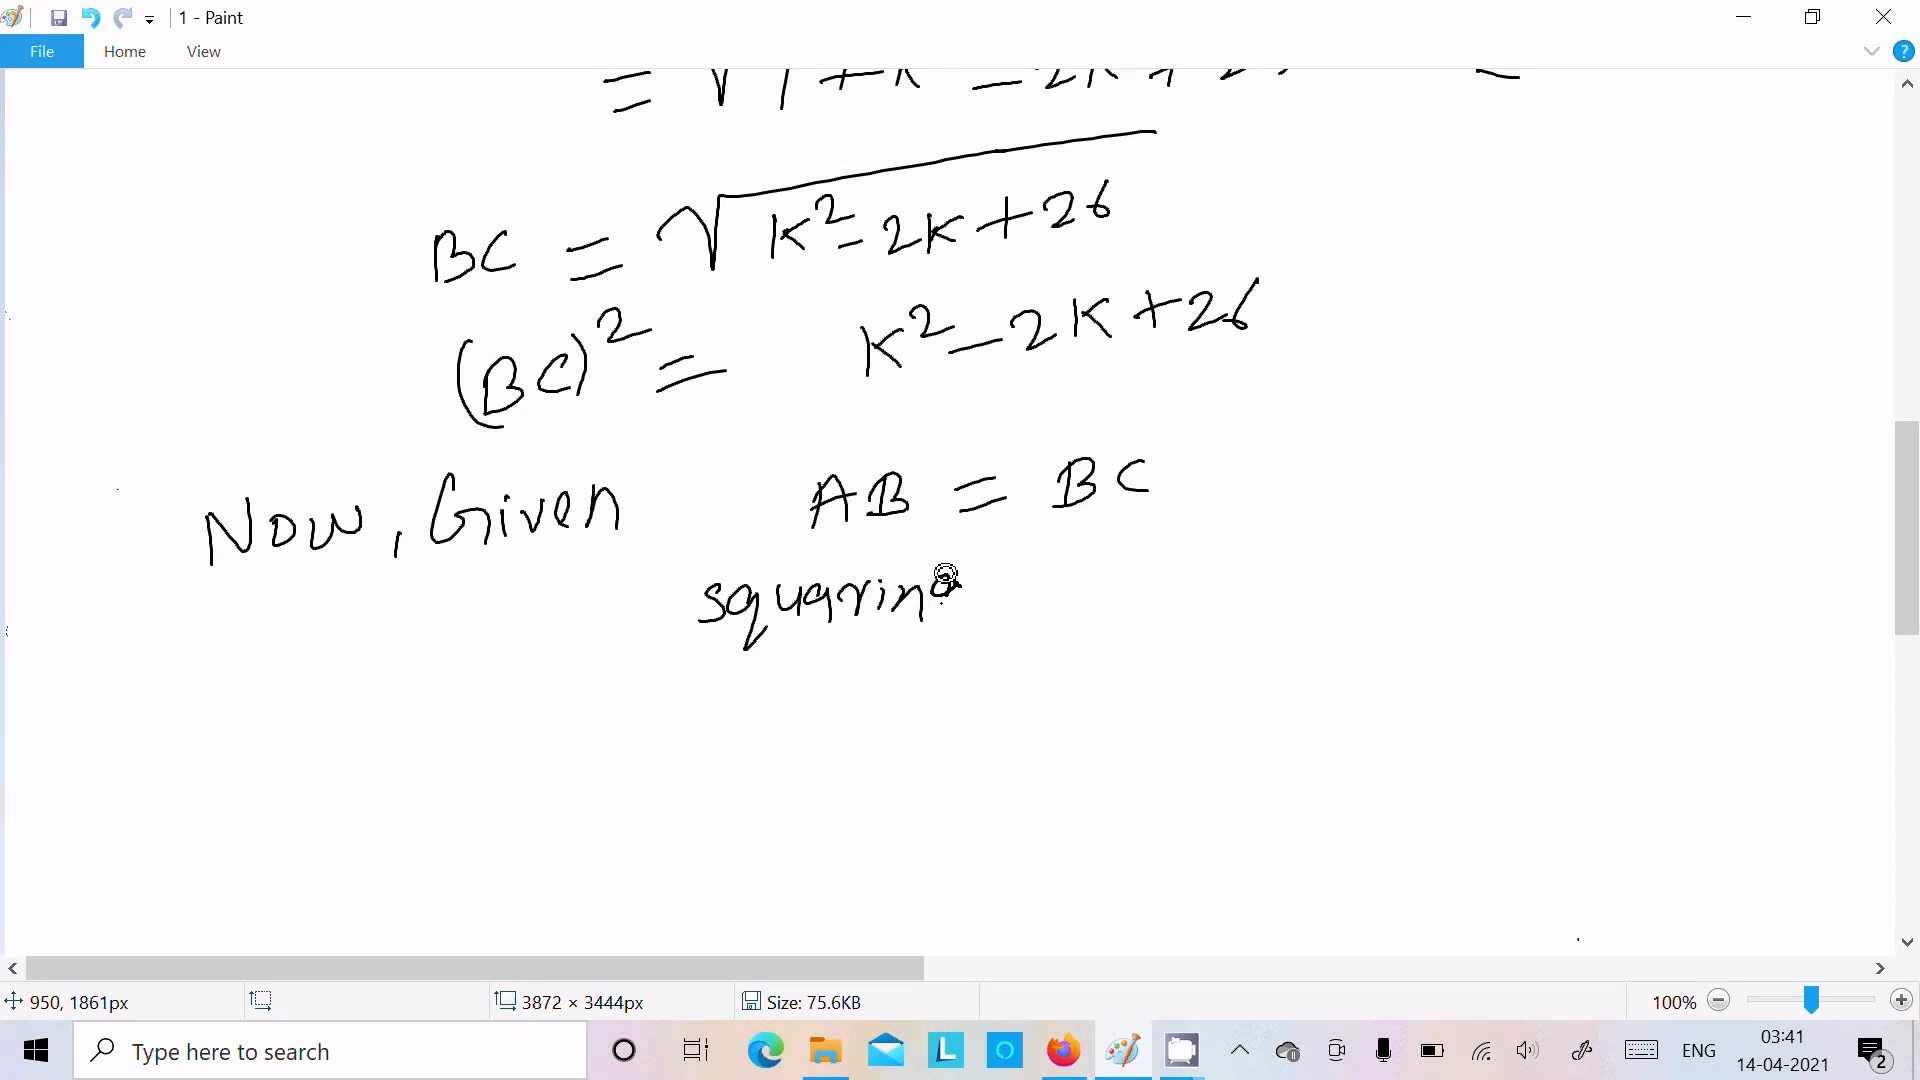 1 - Paint
File Home View
BC = √K²-2K+26
(BC)² = K²-2K+26
Now, Given AB = BC
squaring
950, 1861px 3872 × 3444px Size: 75.6KB 100%
Type here to search L ENG 03:41
14-04-2021 2